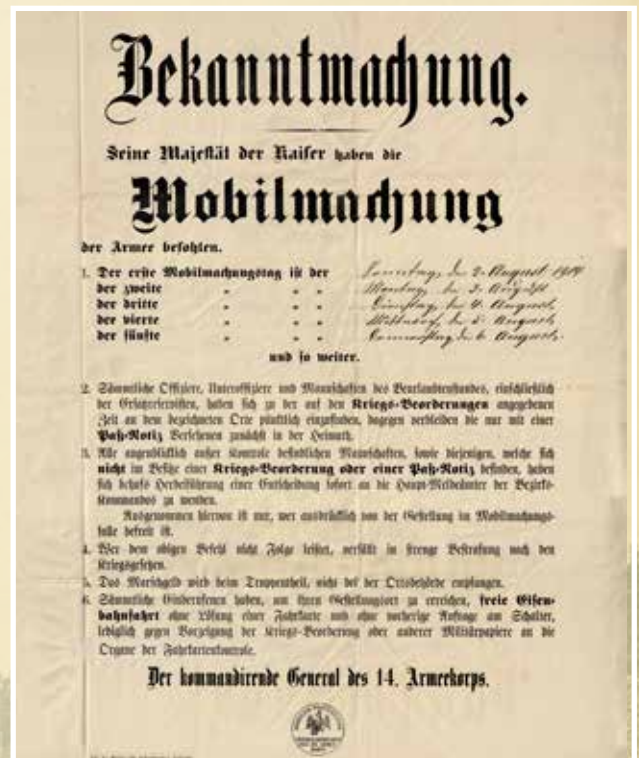 Bekanntmachung.
Seine Majestät der Kaiser haben die
Mobilmachung
der Armee befohlen.
1. Der erste Mobilmachungstag ist der Sonntag, den 2. August 1914
der zweite „ „ „ Montag, den 3. August
der dritte „ „ „ Dienstag, den 4. August,
der vierte „ „ „ Mittwoch, den 5. August,
der fünfte „ „ „ Donnerstag, den 6. August.
und so weiter.
2. Sämmtliche Offiziere, Unteroffiziere und Mannschaften des Beurlaubtenstandes, einschließlich
der Ersatzreservisten, haben sich zu der auf den Kriegs-Beorderungen angegebenen
Zeit an dem bezeichneten Orte pünktlich einzufinden, dagegen verbleiben die nur mit einer
Paß-Notiz Versehenen zunächst in der Heimath.
3. Alle augenblicklich außer Kontrole befindlichen Mannschaften, sowie diejenigen, welche sich
nicht im Besitze einer Kriegs-Beorderung oder einer Paß-Notiz befinden, haben
sich behufs Herbeiführung einer Entscheidung sofort an die Haupt-Meldeämter der Bezirks-
Kommandos zu wenden.
Ausgenommen hiervon ist nur, wer ausdrücklich von der Gestellung im Mobilmachungs-
falle befreit ist.
4. Wer dem obigen Befehl nicht Folge leistet, verfällt in strenge Bestrafung nach den
Kriegsgesetzen.
5. Das Marschgeld wird beim Truppentheil, nicht bei der Ortsbehörde empfangen.
6. Sämmtliche Einberufenen haben, um ihren Gestellungsort zu erreichen, freie Eisen-
bahnfahrt ohne Lösung einer Fahrkarte und ohne vorherige Anfrage am Schalter,
lediglich gegen Vorzeigung der Kriegs-Beorderung oder anderer Militärpapiere an die
Organe der Fahrkartenkontrole.
Der kommandirende General des 14. Armeekorps.